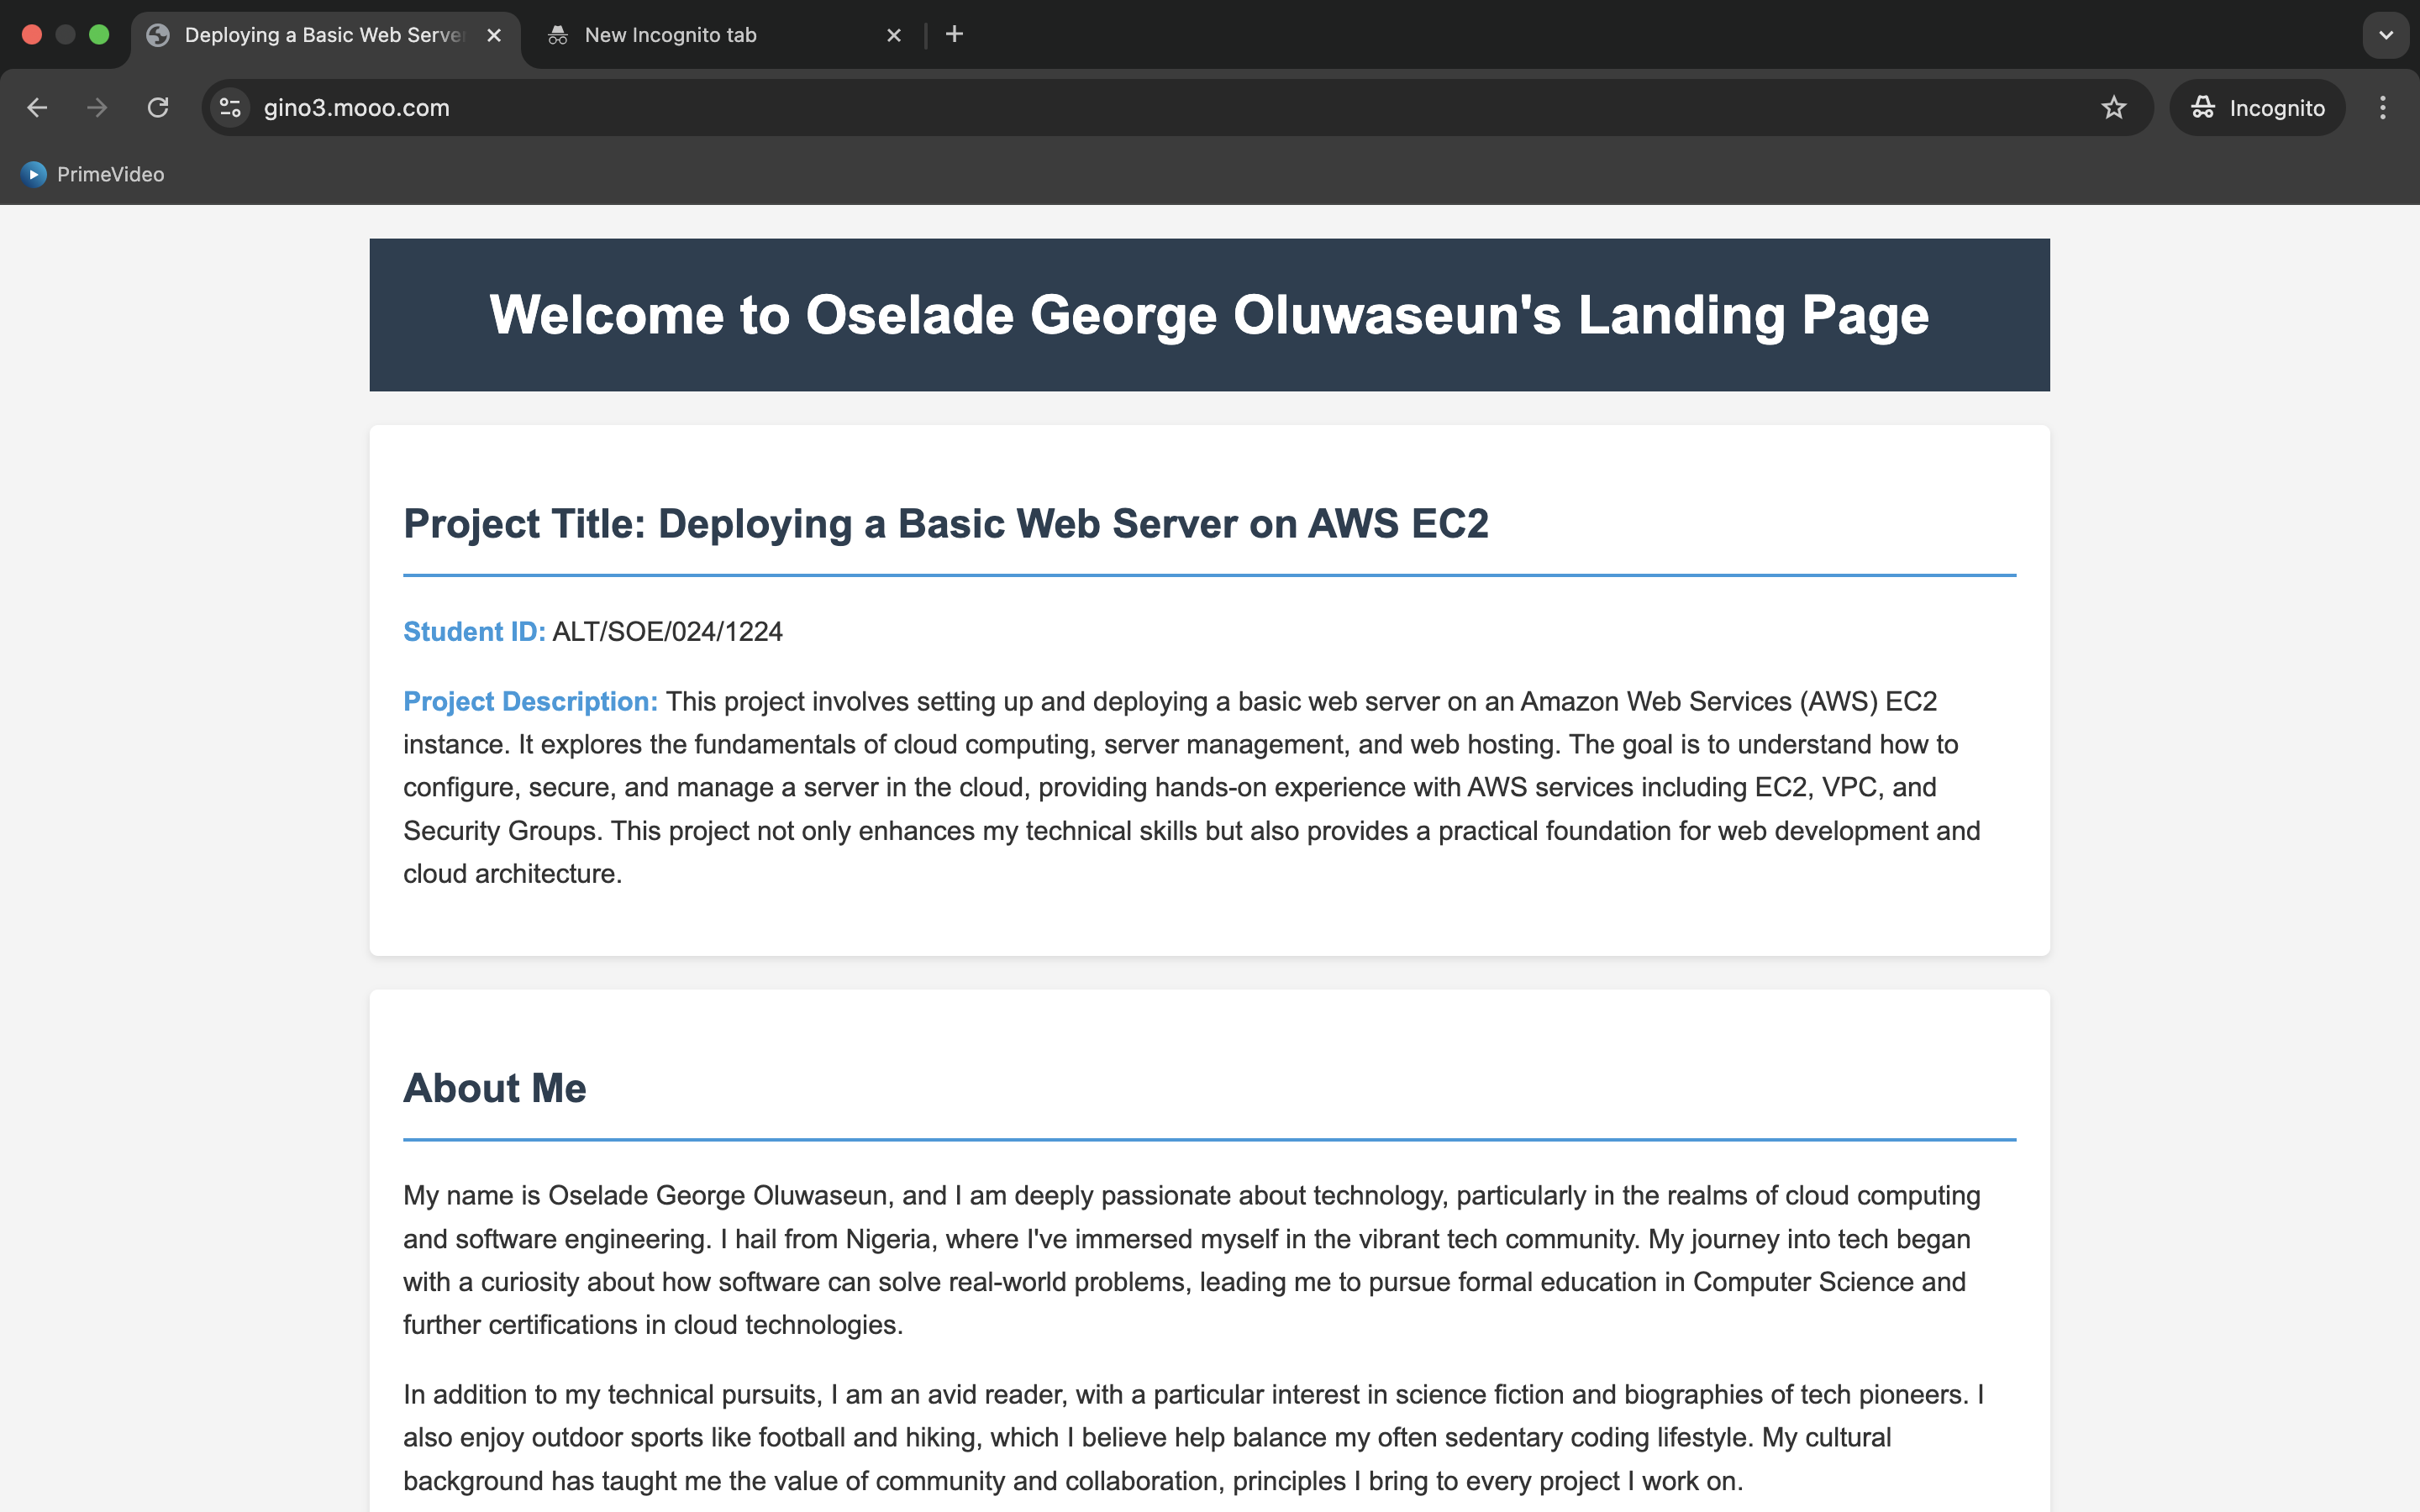 Deploying a Basic Web Serve
New Incognito tab
gino3.mooo.com
Incognito
PrimeVideo
Welcome to Oselade George Oluwaseun's Landing Page
Project Title: Deploying a Basic Web Server on AWS EC2
Student ID: ALT/SOE/024/1224
Project Description: This project involves setting up and deploying a basic web server on an Amazon Web Services (AWS) EC2
instance. It explores the fundamentals of cloud computing, server management, and web hosting. The goal is to understand how to
configure, secure, and manage a server in the cloud, providing hands-on experience with AWS services including EC2, VPC, and
Security Groups. This project not only enhances my technical skills but also provides a practical foundation for web development and
cloud architecture.
About Me
My name is Oselade George Oluwaseun, and I am deeply passionate about technology, particularly in the realms of cloud computing
and software engineering. I hail from Nigeria, where I've immersed myself in the vibrant tech community. My journey into tech began
with a curiosity about how software can solve real-world problems, leading me to pursue formal education in Computer Science and
further certifications in cloud technologies.
In addition to my technical pursuits, I am an avid reader, with a particular interest in science fiction and biographies of tech pioneers. I
also enjoy outdoor sports like football and hiking, which I believe help balance my often sedentary coding lifestyle. My cultural
background has taught me the value of community and collaboration, principles I bring to every project I work on.